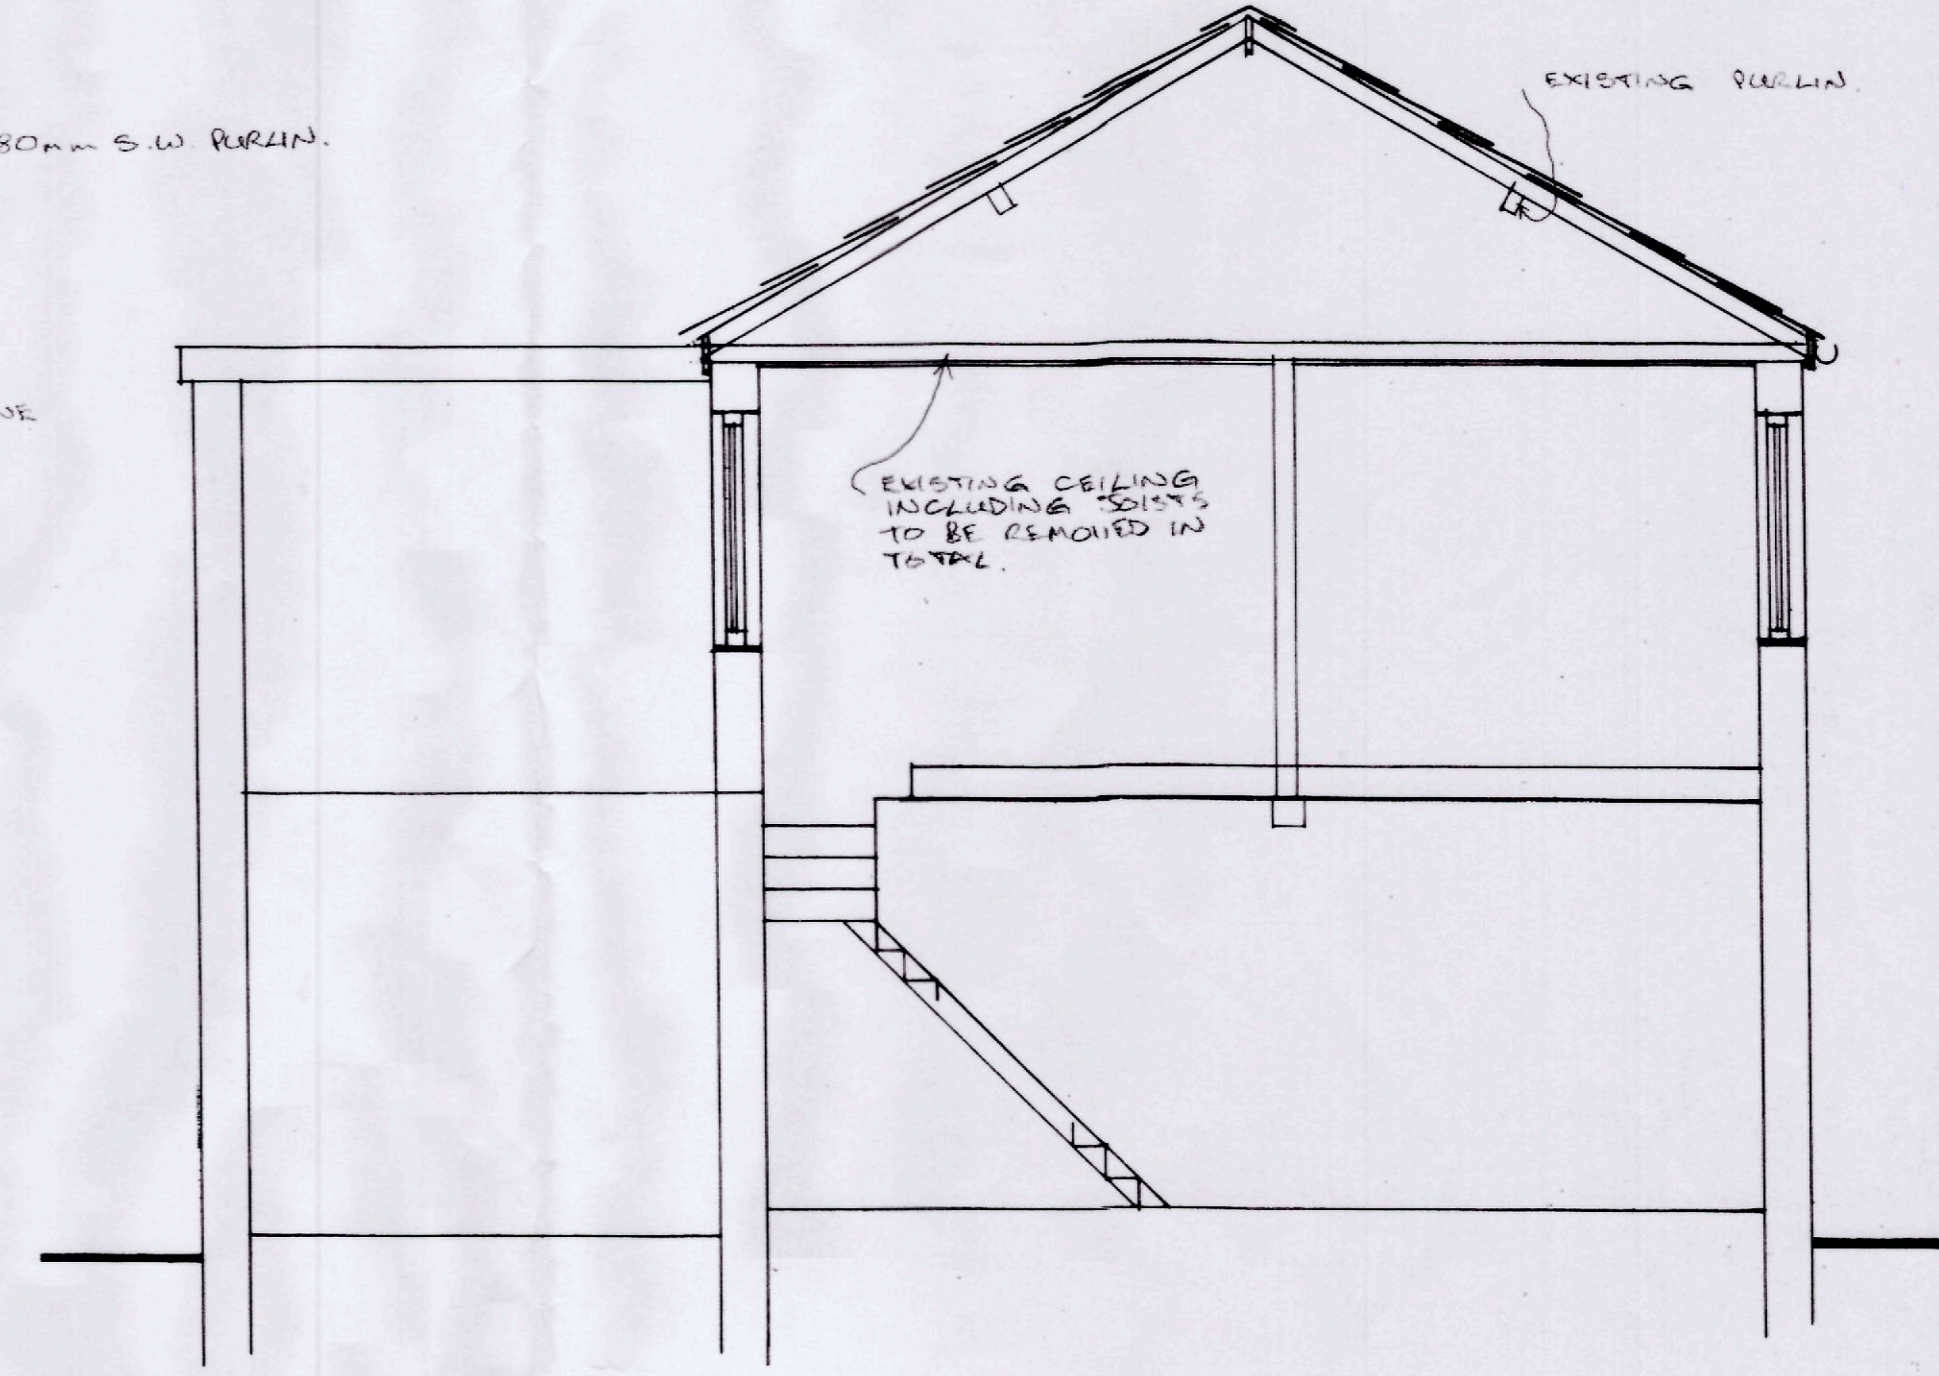 EXISTING PURLIN.
80mm S.W. PURLIN.
EXISTING CEILING
INCLUDING JOISTS
TO BE REMOVED IN
TOTAL.